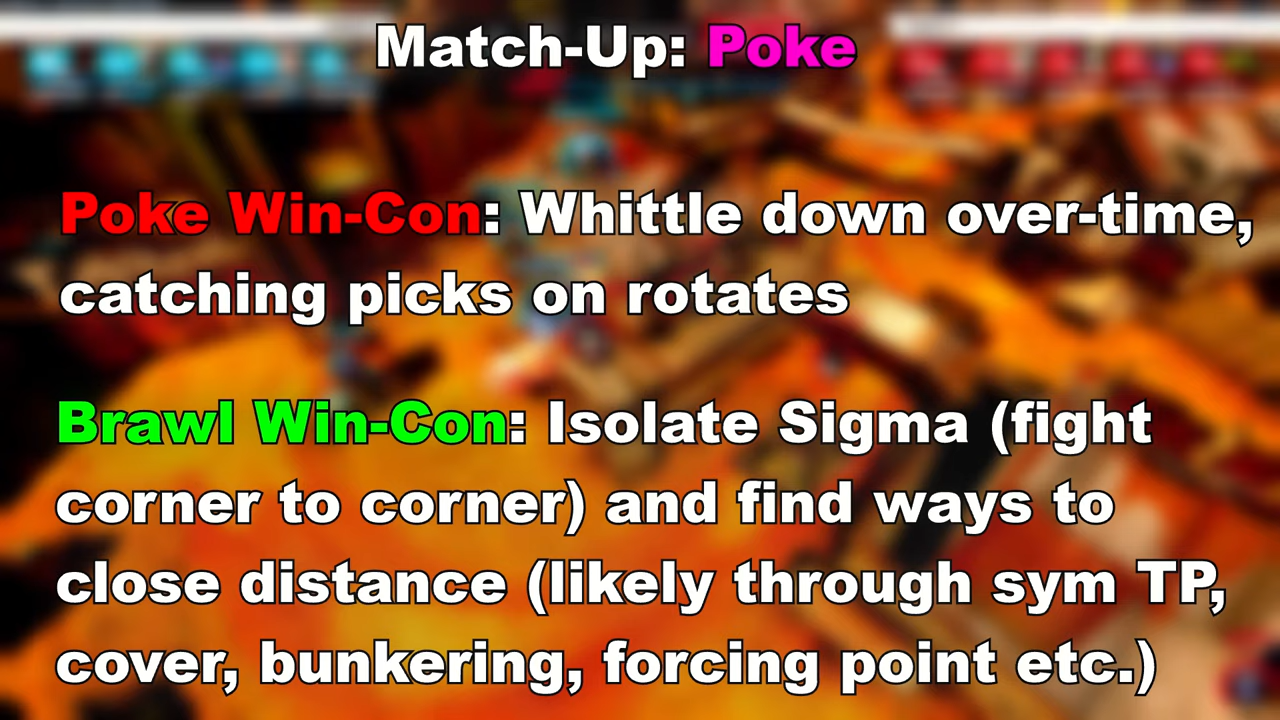 Match-Up: Poke
Poke Win-Con: Whittle down over-time,
catching picks on rotates
Brawl Win-Con: Isolate Sigma (fight
corner to corner) and find ways to
close distance (likely through sym TP,
cover, bunkering, forcing point etc.)